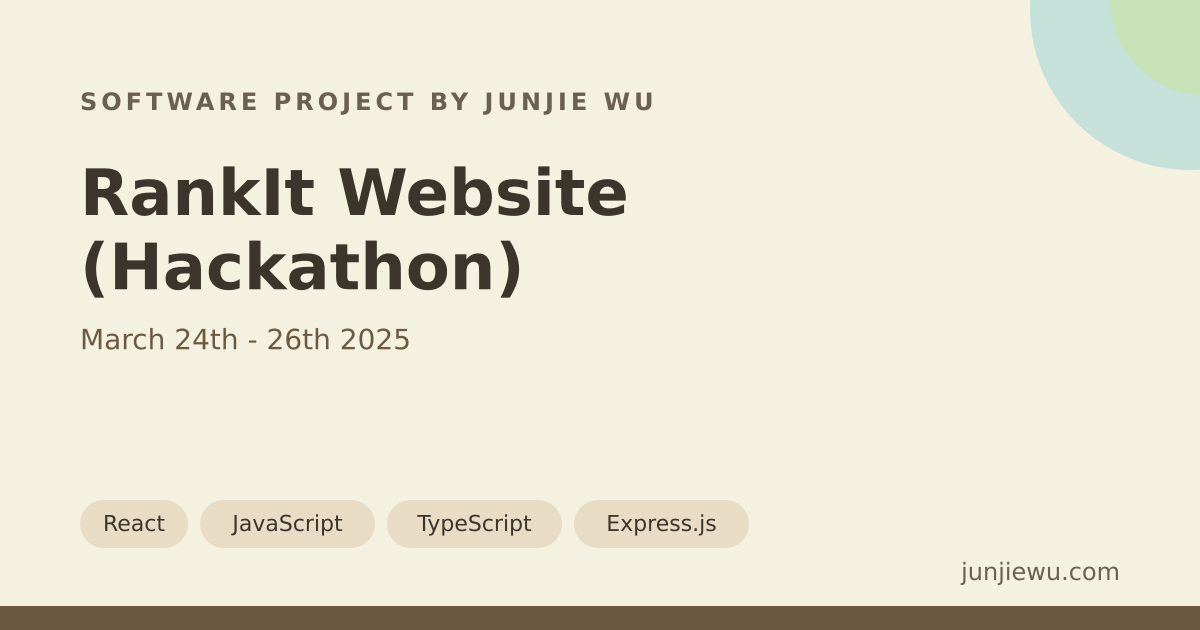 SOFTWARE PROJECT BY JUNJIE WU
RankIt Website
(Hackathon)
March 24th - 26th 2025
React JavaScript TypeScript Express.js
junjiewu.com